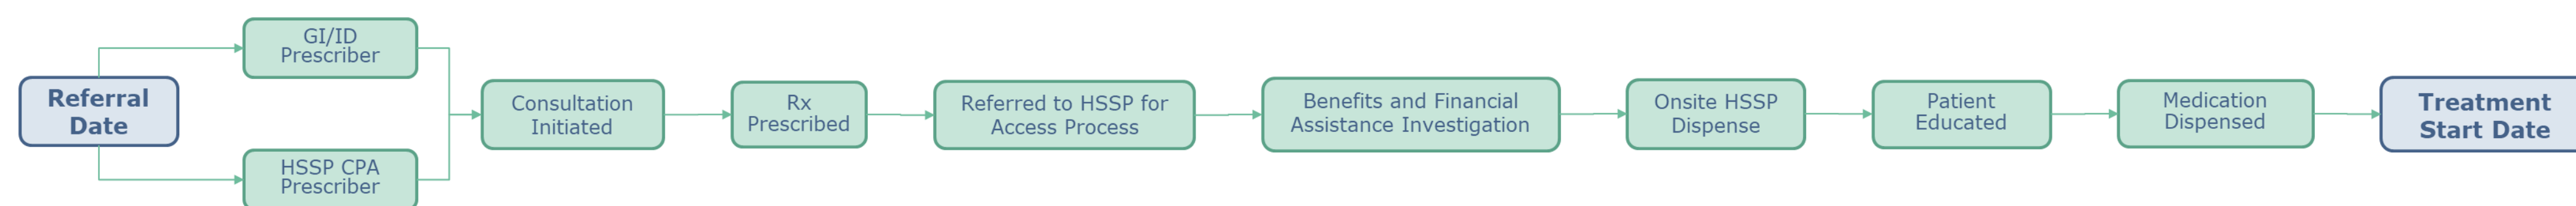 Referral
Date
GI/ID
Prescriber
HSSP CPA
Prescriber
Consultation
Initiated
Rx
Prescribed
Referred to HSSP for
Access Process
Benefits and Financial
Assistance Investigation
Onsite HSSP
Dispense
Patient
Educated
Medication
Dispensed
Treatment
Start Date